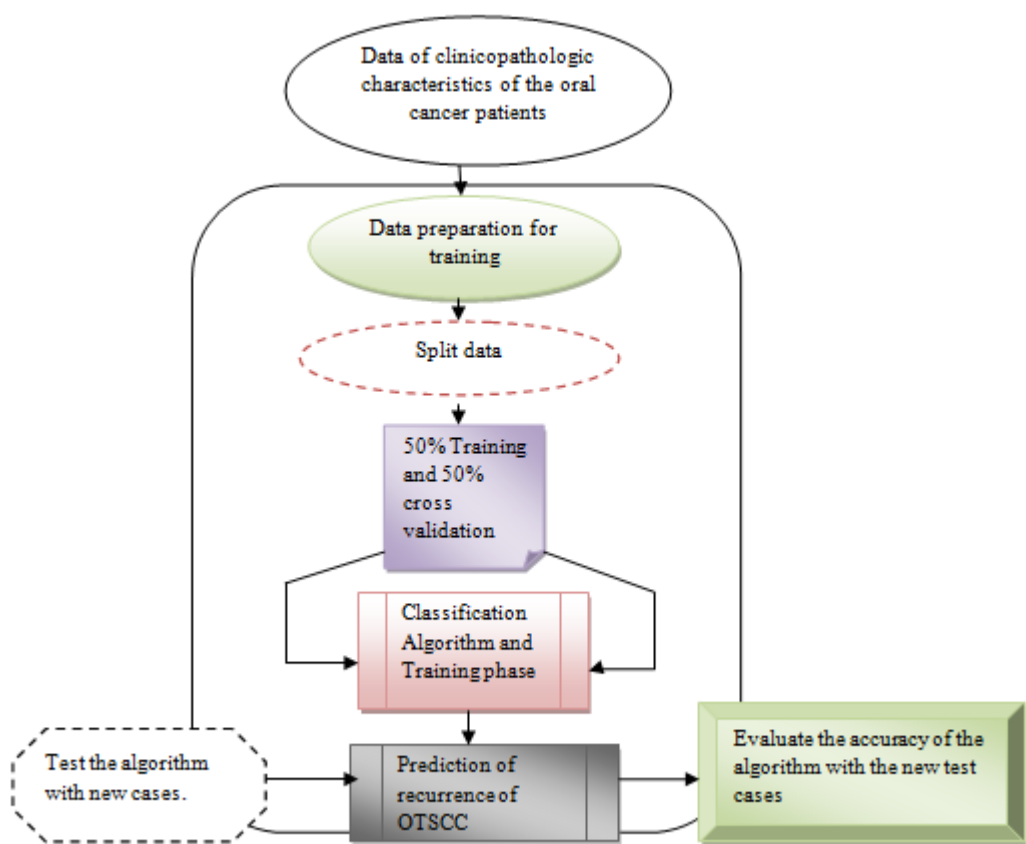 Data of clinicopathologic
characteristics of the oral
cancer patients
Data preparation for
training
Split data
50% Training
and 50%
cross
validation
Classification
Algorithm and
Training phase
Test the algorithm
with new cases.
Prediction of
recurrence of
OTSCC
Evaluate the accuracy of the
algorithm with the new test
cases